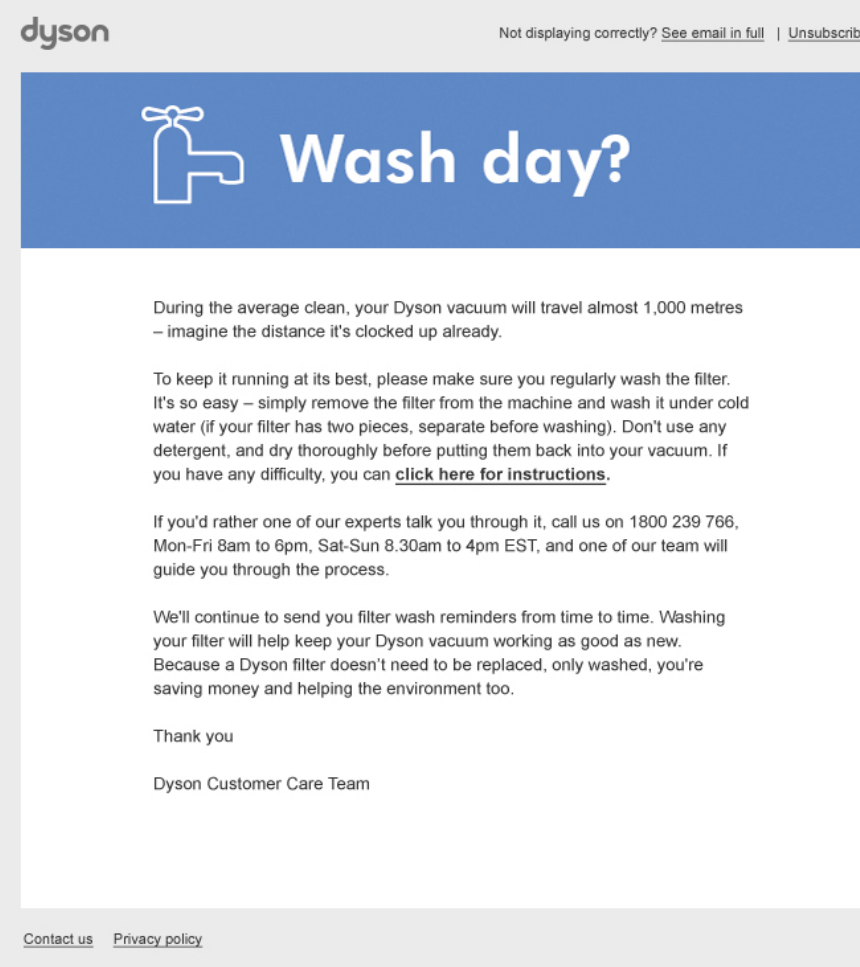 dyson
Not displaying correctly? See email in full | Unsubscrib
Wash day?
During the average clean, your Dyson vacuum will travel almost 1,000 metres
– imagine the distance it's clocked up already.
To keep it running at its best, please make sure you regularly wash the filter.
It's so easy – simply remove the filter from the machine and wash it under cold
water (if your filter has two pieces, separate before washing). Don't use any
detergent, and dry thoroughly before putting them back into your vacuum. If
you have any difficulty, you can click here for instructions.
If you'd rather one of our experts talk you through it, call us on 1800 239 766,
Mon-Fri 8am to 6pm, Sat-Sun 8.30am to 4pm EST, and one of our team will
guide you through the process.
We'll continue to send you filter wash reminders from time to time. Washing
your filter will help keep your Dyson vacuum working as good as new.
Because a Dyson filter doesn't need to be replaced, only washed, you're
saving money and helping the environment too.
Thank you
Dyson Customer Care Team
Contact us Privacy policy